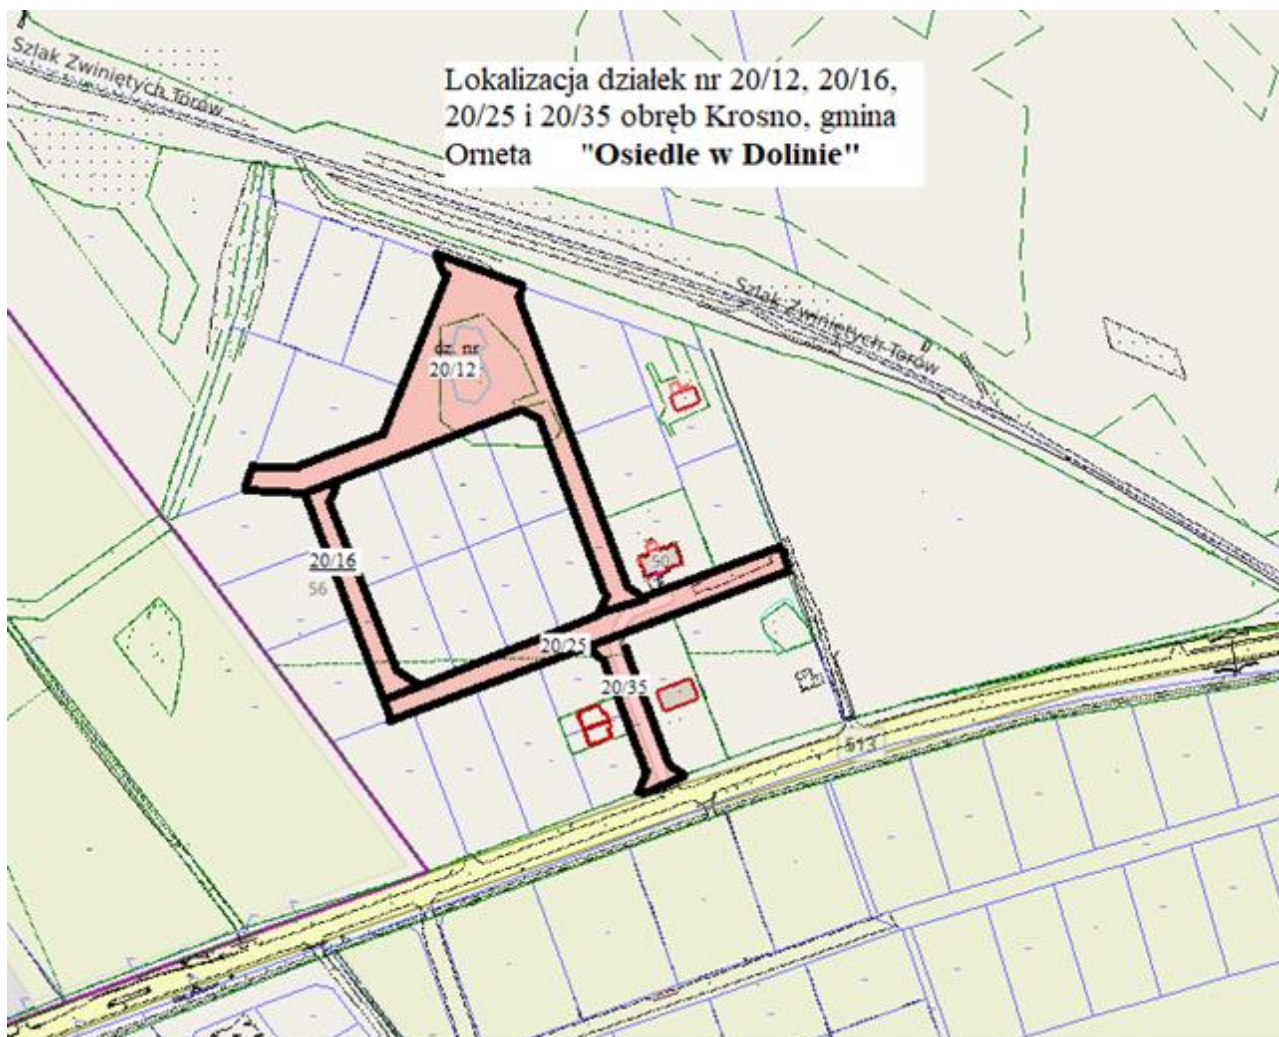 Szlak Zwiniętych Torów
Lokalizacja działek nr 20/12, 20/16,
20/25 i 20/35 obręb Krosno, gmina
Orneta "Osiedle w Dolinie"
Szlak Zwiniętych Torów
dz. nr
20/12
20/16
56
50
20/25
20/35
513